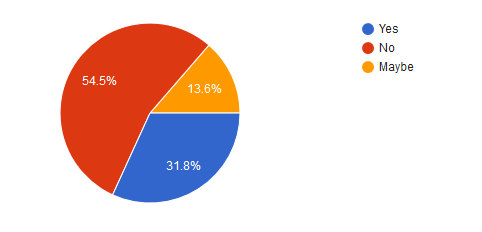 Yes
No
Maybe
54.5%
13.6%
31.8%